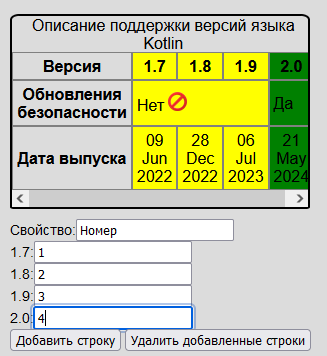 Описание поддержки версий языка
Kotlin
Версия 1.7 1.8 1.9 2.0
Обновления
безопасности Нет Да
Дата выпуска 09 Jun 2022 28 Dec 2022 06 Jul 2023 21 May 2024
Свойство: Номер
1.7: 1
1.8: 2
1.9: 3
2.0: 4
Добавить строку Удалить добавленные строки